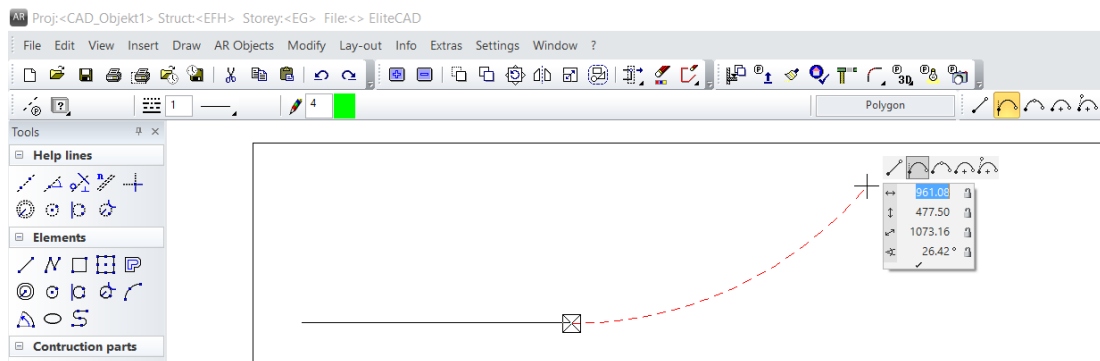 AR Proj:<CAD_Objekt1> Struct:<EFH> Storey:<EG> File:<> EliteCAD
File Edit View Insert Draw AR Objects Modify Lay-out Info Extras Settings Window ?
1 4 Polygon
Tools
Help lines
961.08
477.50
1073.16
26.42°
Elements
Contruction parts